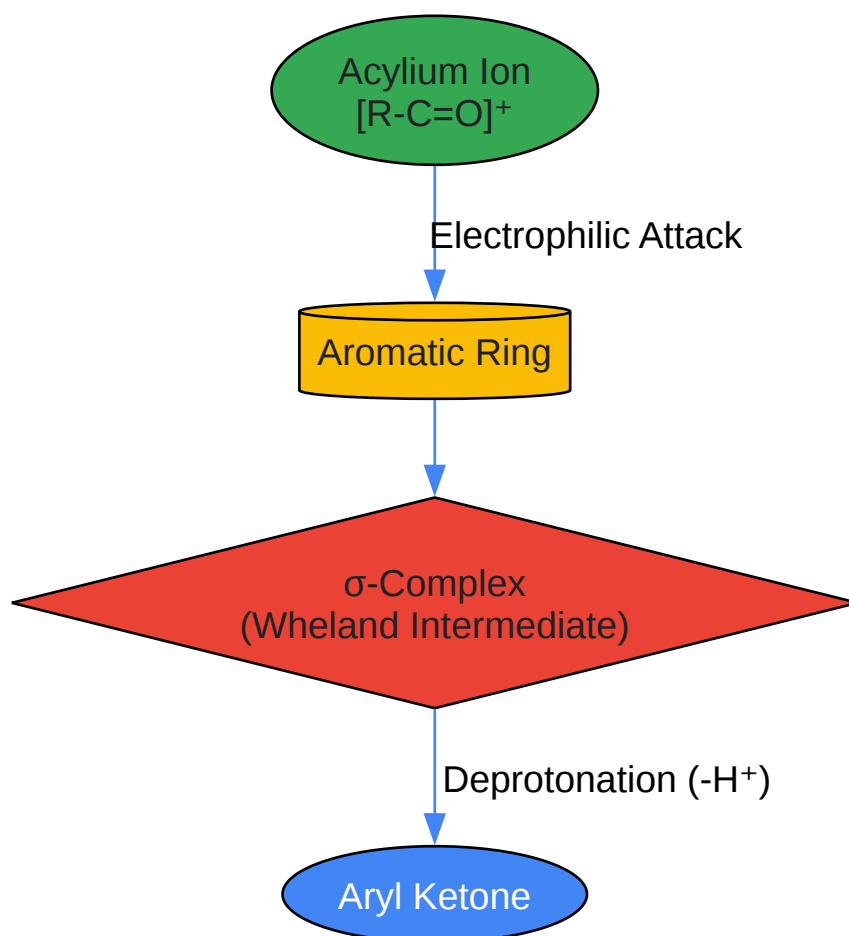 Acylium Ion
[R-C=O]⁺
Electrophilic Attack
Aromatic Ring
σ-Complex
(Wheland Intermediate)
Deprotonation (-H⁺)
Aryl Ketone